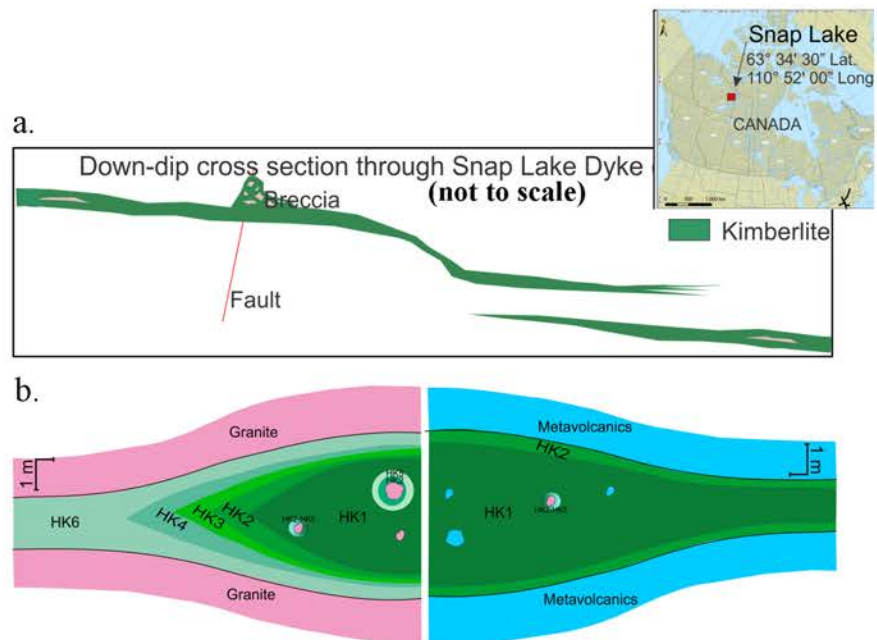 Snap Lake
63° 34' 30" Lat.
110° 52' 00" Long
CANADA
a.
Down-dip cross section through Snap Lake Dyke
(not to scale)
Breccia
Kimberlite
Fault
b.
Granite
Metavolcanics
HK2
1 m
1 m
HK6
HK4
HK3
HK2
HK1
HK1
Granite
Metavolcanics